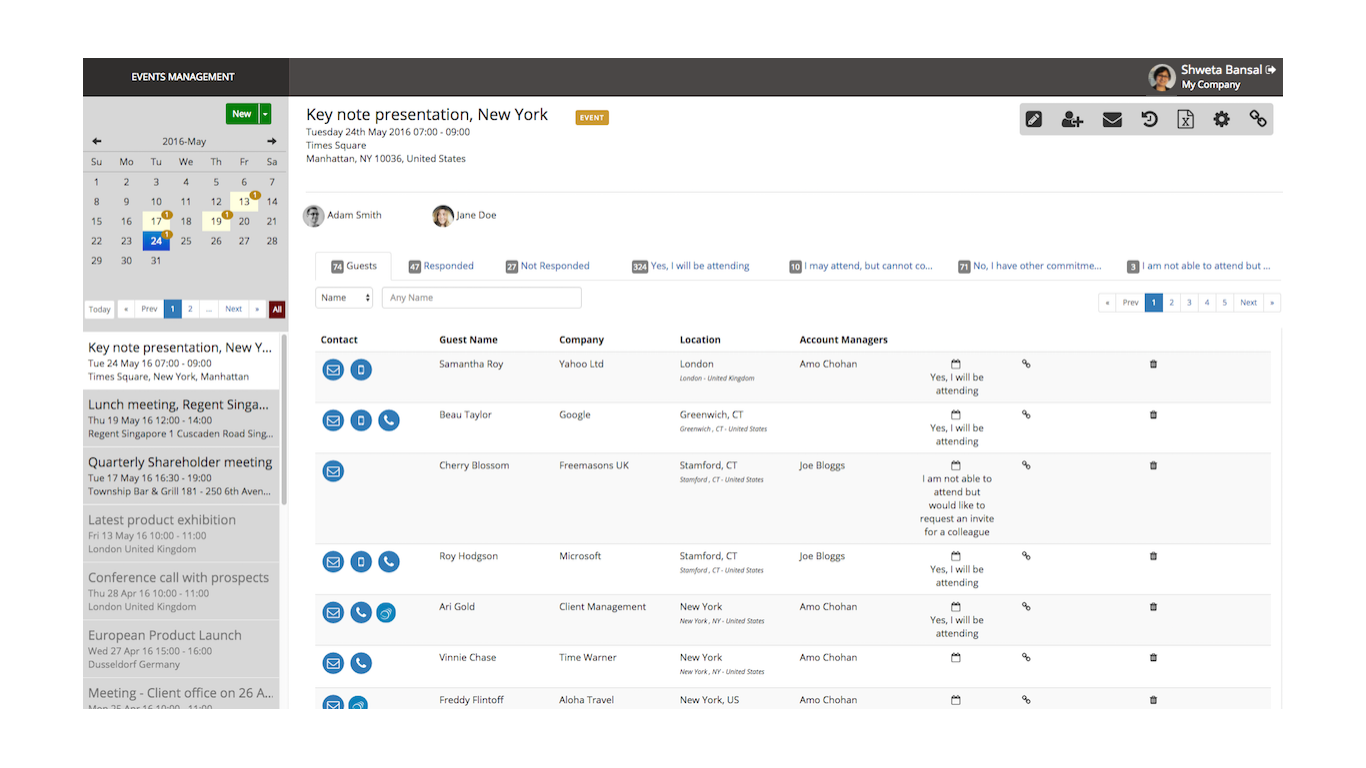 EVENTS MANAGEMENT
Shweta Bansal
My Company
New
2016-May
Su Mo Tu We Th Fr Sa
1 2 3 4 5 6 7
8 9 10 11 12 13 1 14
15 16 17 1 18 19 1 20 21
22 23 24 1 25 26 27 28
29 30 31
Today « Prev 1 2 ... Next » All
Key note presentation, New Y...
Tue 24 May 16 07:00 - 09:00
Times Square, New York, Manhattan
Lunch meeting, Regent Singa...
Thu 19 May 16 12:00 - 14:00
Regent Singapore 1 Cuscaden Road Sing...
Quarterly Shareholder meeting
Tue 17 May 16 16:30 - 19:00
Township Bar & Grill 181 - 250 6th Aven...
Latest product exhibition
Fri 13 May 16 10:00 - 11:00
London United Kingdom
Conference call with prospects
Thu 28 Apr 16 10:00 - 11:00
London United Kingdom
European Product Launch
Wed 27 Apr 16 15:00 - 16:00
Dusseldorf Germany
Meeting - Client office on 26 A...
Mon 25 Apr 16 10:00 - 11:00
Key note presentation, New York EVENT
Tuesday 24th May 2016 07:00 - 09:00
Times Square
Manhattan, NY 10036, United States
X
Adam Smith Jane Doe
74 Guests 47 Responded 27 Not Responded 324 Yes, I will be attending 10 I may attend, but cannot co... 71 No, I have other commitme... 3 I am not able to attend but ...
Name Any Name « Prev 1 2 3 4 5 Next »
Contact Guest Name Company Location Account Managers
Samantha Roy Yahoo Ltd London Amo Chohan
London - United Kingdom
Yes, I will be
attending
Beau Taylor Google Greenwich, CT
Greenwich , CT - United States
Yes, I will be
attending
Cherry Blossom Freemasons UK Stamford, CT Joe Bloggs
Stamford , CT - United States
I am not able to
attend but
would like to
request an invite
for a colleague
Roy Hodgson Microsoft Stamford, CT Joe Bloggs
Stamford , CT - United States
Yes, I will be
attending
Ari Gold Client Management New York Amo Chohan
New York , NY - United States
Yes, I will be
attending
Vinnie Chase Time Warner New York Amo Chohan
New York , NY - United States
Freddy Flintoff Aloha Travel New York, US Amo Chohan